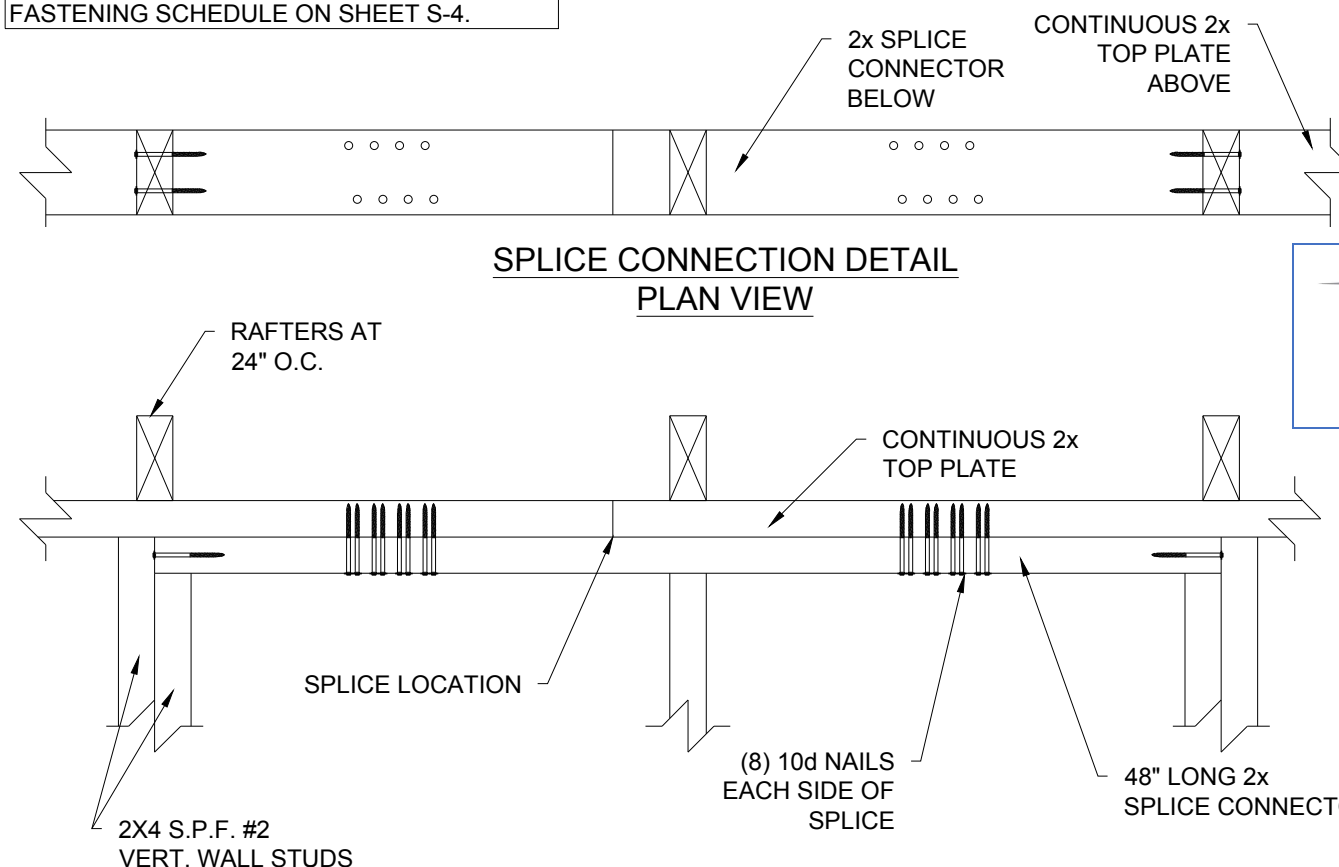 FASTENING SCHEDULE ON SHEET S-4.
2x SPLICE
CONNECTOR
BELOW
CONTINUOUS 2x
TOP PLATE
ABOVE
SPLICE CONNECTION DETAIL
PLAN VIEW
RAFTERS AT
24" O.C.
CONTINUOUS 2x
TOP PLATE
SPLICE LOCATION
(8) 10d NAILS
EACH SIDE OF
SPLICE
48" LONG 2x
SPLICE CONNECTO
2X4 S.P.F. #2
VERT. WALL STUDS